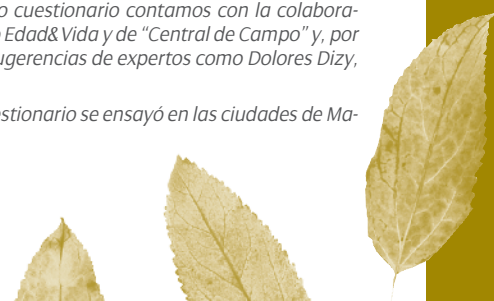 o cuestionario contamos con la colabora-
Edad&Vida y de “Central de Campo” y, por
ugerencias de expertos como Dolores Dizy,
estionario se ensayó en las ciudades de Ma-